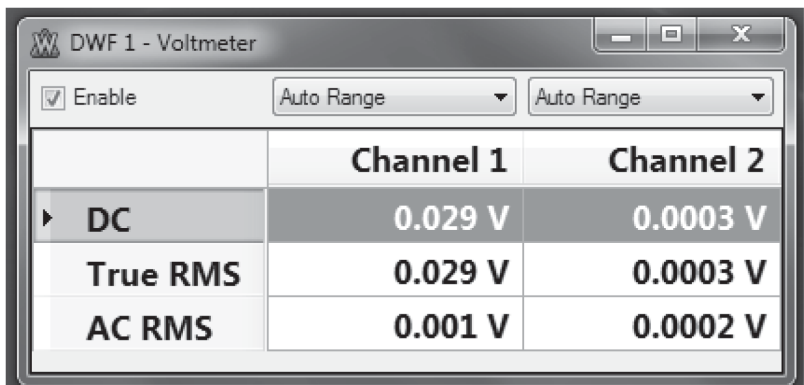 DWF 1 - Voltmeter
Enable Auto Range Auto Range
Channel 1 Channel 2
DC 0.029 V 0.0003 V
True RMS 0.029 V 0.0003 V
AC RMS 0.001 V 0.0002 V